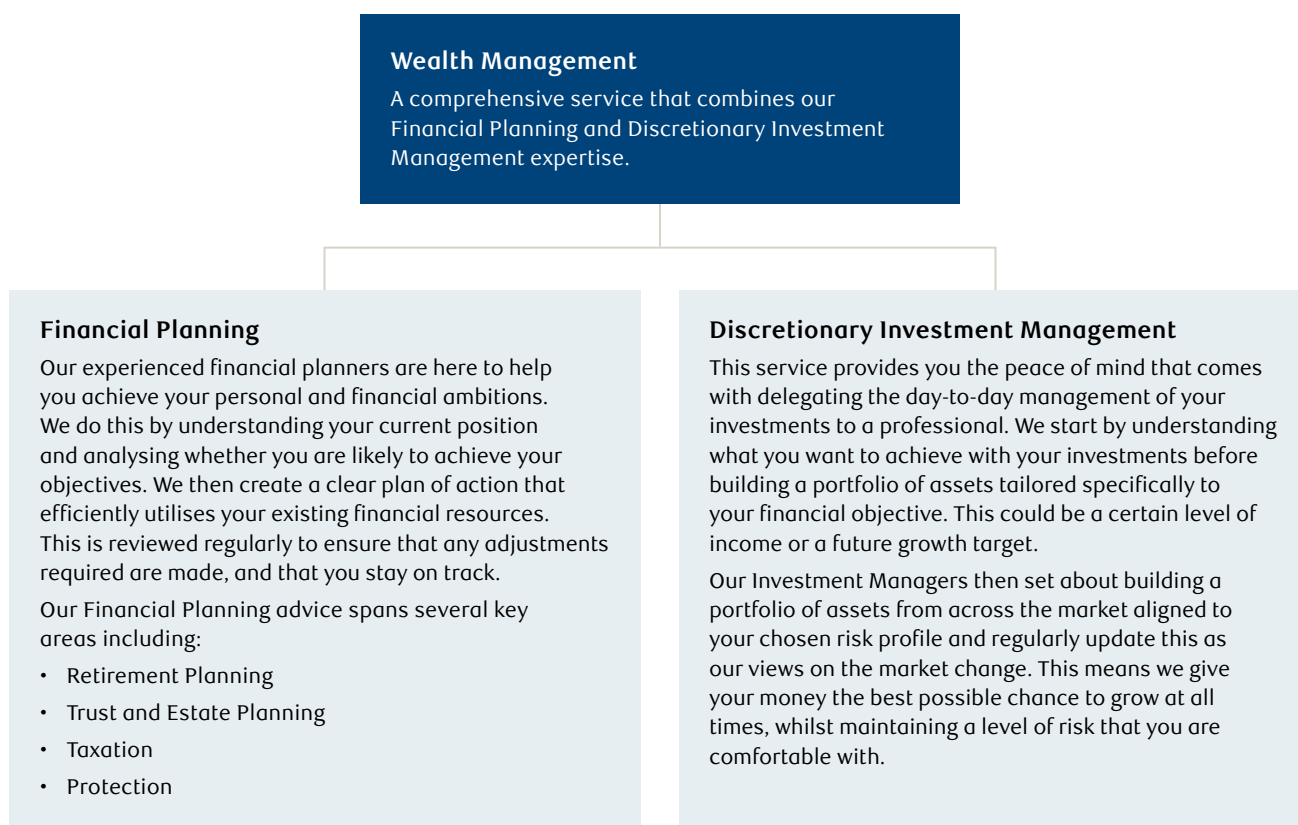 Wealth Management
A comprehensive service that combines our
Financial Planning and Discretionary Investment
Management expertise.
Financial Planning
Our experienced financial planners are here to help
you achieve your personal and financial ambitions.
We do this by understanding your current position
and analysing whether you are likely to achieve your
objectives. We then create a clear plan of action that
efficiently utilises your existing financial resources.
This is reviewed regularly to ensure that any adjustments
required are made, and that you stay on track.
Our Financial Planning advice spans several key
areas including:
• Retirement Planning
• Trust and Estate Planning
• Taxation
• Protection
Discretionary Investment Management
This service provides you the peace of mind that comes
with delegating the day-to-day management of your
investments to a professional. We start by understanding
what you want to achieve with your investments before
building a portfolio of assets tailored specifically to
your financial objective. This could be a certain level of
income or a future growth target.
Our Investment Managers then set about building a
portfolio of assets from across the market aligned to
your chosen risk profile and regularly update this as
our views on the market change. This means we give
your money the best possible chance to grow at all
times, whilst maintaining a level of risk that you are
comfortable with.